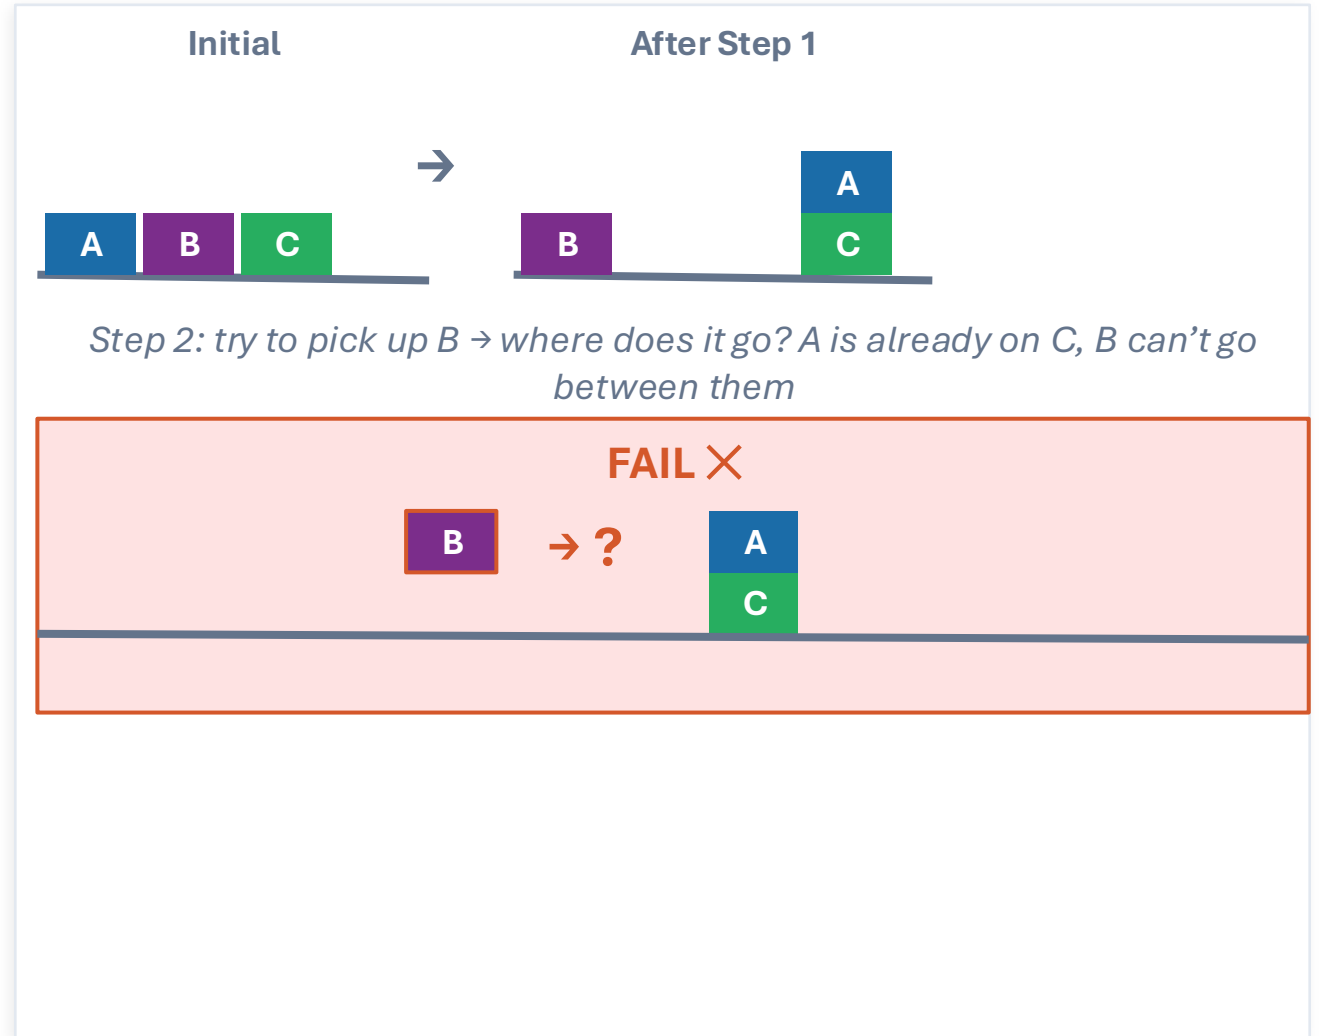 Initial After Step 1
A
A B C → B C
Step 2: try to pick up B → where does it go? A is already on C, B can’t go
between them
FAIL ✕
B → ? A
C